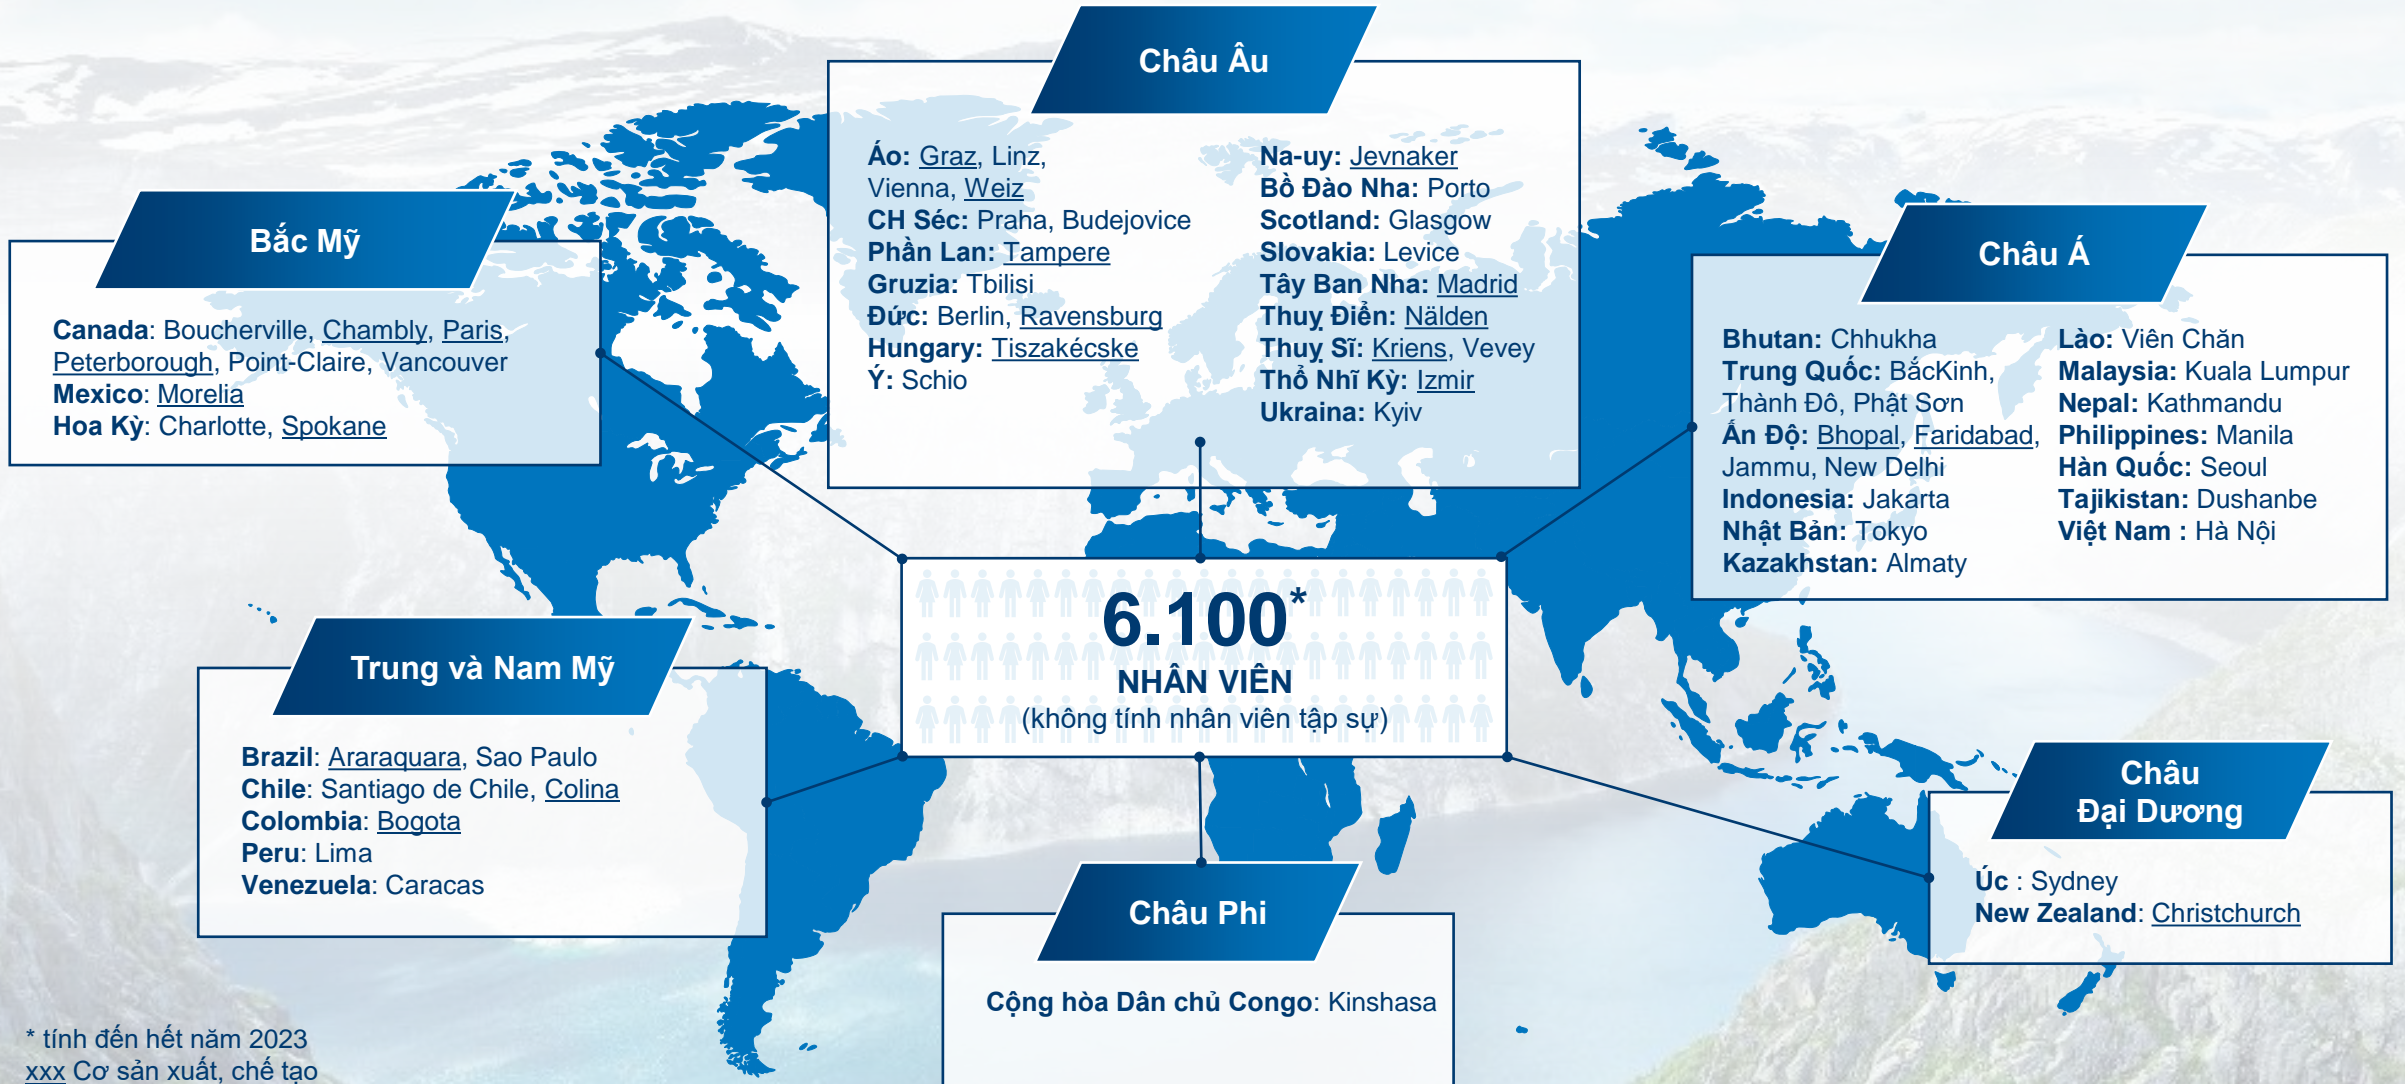 Châu Âu
Áo: Graz, Linz,
Vienna, Weiz
CH Séc: Praha, Budejovice
Phần Lan: Tampere
Gruzia: Tbilisi
Đức: Berlin, Ravensburg
Hungary: Tiszakécske
Ý: Schio
Na-uy: Jevnaker
Bồ Đào Nha: Porto
Scotland: Glasgow
Slovakia: Levice
Tây Ban Nha: Madrid
Thuỵ Điển: Nälden
Thuỵ Sĩ: Kriens, Vevey
Thổ Nhĩ Kỳ: Izmir
Ukraina: Kyiv
Bắc Mỹ
Canada: Boucherville, Chambly, Paris,
Peterborough, Point-Claire, Vancouver
Mexico: Morelia
Hoa Kỳ: Charlotte, Spokane
Châu Á
Bhutan: Chhukha
Trung Quốc: BắcKinh,
Thành Đô, Phật Sơn
Ấn Độ: Bhopal, Faridabad,
Jammu, New Delhi
Indonesia: Jakarta
Nhật Bản: Tokyo
Kazakhstan: Almaty
Lào: Viên Chăn
Malaysia: Kuala Lumpur
Nepal: Kathmandu
Philippines: Manila
Hàn Quốc: Seoul
Tajikistan: Dushanbe
Việt Nam : Hà Nội
6.100*
NHÂN VIÊN
(không tính nhân viên tập sự)
Trung và Nam Mỹ
Brazil: Araraquara, Sao Paulo
Chile: Santiago de Chile, Colina
Colombia: Bogota
Peru: Lima
Venezuela: Caracas
Châu
Đại Dương
Úc : Sydney
New Zealand: Christchurch
Châu Phi
Cộng hòa Dân chủ Congo: Kinshasa
* tính đến hết năm 2023
xxx Cơ sản xuất, chế tạo